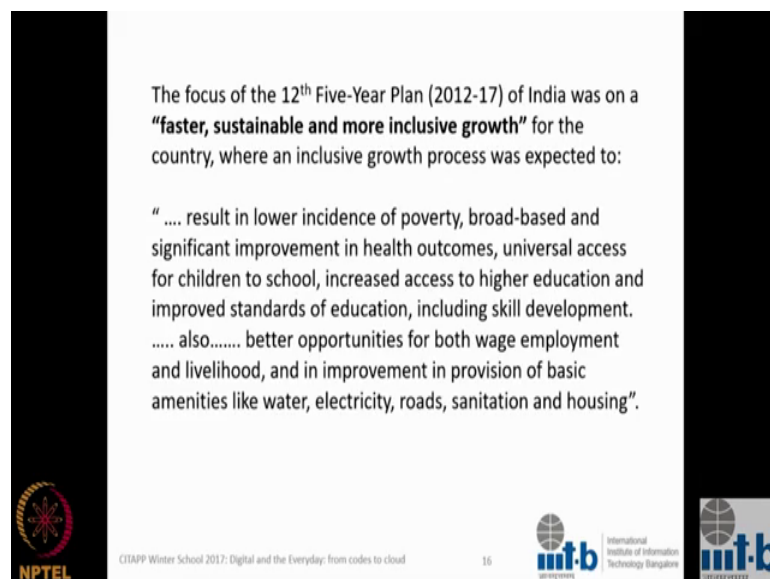 The focus of the 12th Five-Year Plan (2012-17) of India was on a
“faster, sustainable and more inclusive growth” for the
country, where an inclusive growth process was expected to:
“ .... result in lower incidence of poverty, broad-based and
significant improvement in health outcomes, universal access
for children to school, increased access to higher education and
improved standards of education, including skill development.
..... also....... better opportunities for both wage employment
and livelihood, and in improvement in provision of basic
amenities like water, electricity, roads, sanitation and housing”.
CITAPP Winter School 2017: Digital and the Everyday: from codes to cloud
16
iiit-b
International
Institute of Information
Technology Bangalore
NPTEL